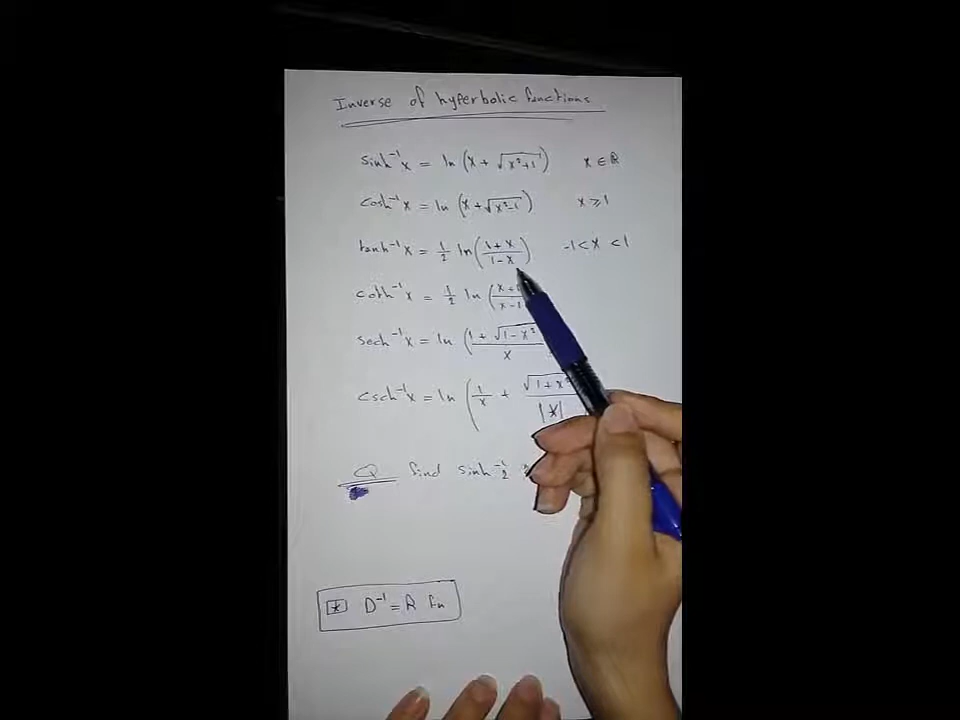 Inverse of hyperbolic functions
sinh⁻¹x = ln (x + √(x²+1)) x ∈ ℝ
cosh⁻¹x = ln (x + √(x²-1)) x ≥ 1
tanh⁻¹x = 1/2 ln ((1+x)/(1-x)) -1 < x < 1
coth⁻¹x = 1/2 ln (x+ / x-1
sech⁻¹x = ln (1 + √(1-x² / x
csch⁻¹x = ln (1/x + √(1+x² / |x|
Q find sinh⁻¹ 2
* D⁻¹ = R fn